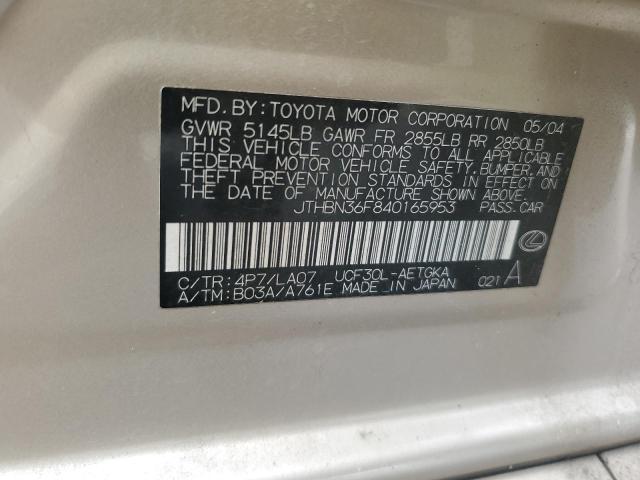 MFD. BY: TOYOTA MOTOR CORPORATION 05/04
GVWR 5145LB GAWR FR 2855LB RR 2850LB
THIS VEHICLE CONFORMS TO ALL APPLICABLE
FEDERAL MOTOR VEHICLE SAFETY, BUMPER, AND
THEFT PREVENTION STANDARDS IN EFFECT ON
THE DATE OF MANUFACTURE SHOWN ABOVE.
JTHBN36F840165953 PASS. CAR
C/TR: 4P7/LA07 UCF30L-AETGKA
A/TM: B03A/A761E MADE IN JAPAN 021 A